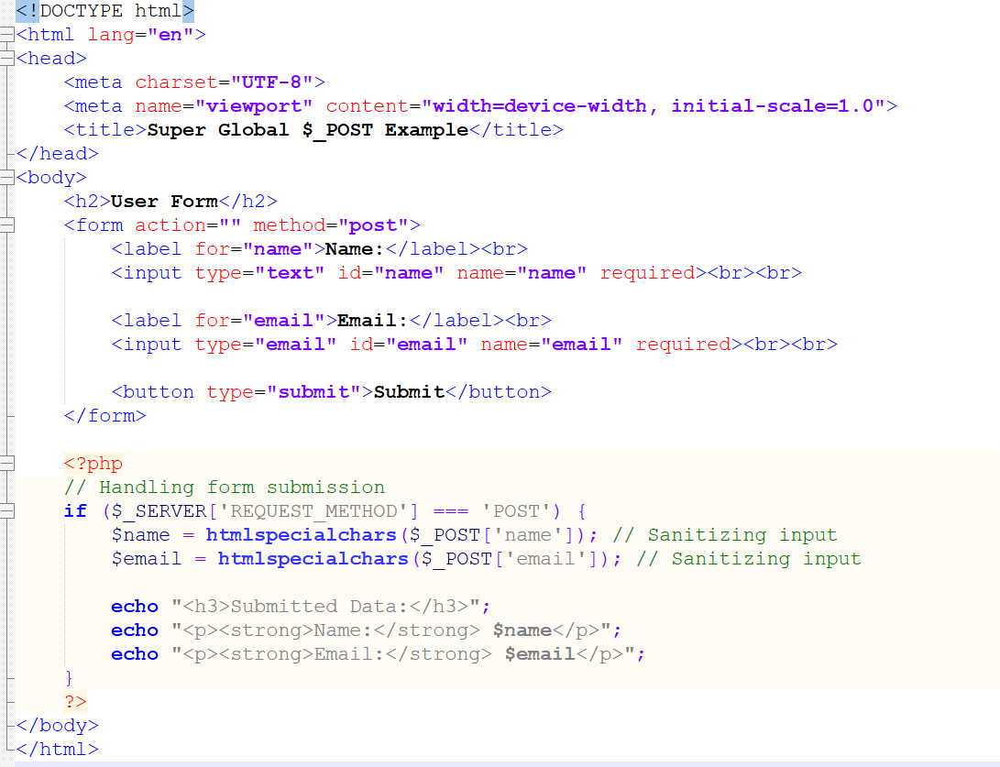 <!DOCTYPE html>
<html lang="en">
<head>
    <meta charset="UTF-8">
    <meta name="viewport" content="width=device-width, initial-scale=1.0">
    <title>Super Global $_POST Example</title>
</head>
<body>
    <h2>User Form</h2>
    <form action="" method="post">
        <label for="name">Name:</label><br>
        <input type="text" id="name" name="name" required><br><br>

        <label for="email">Email:</label><br>
        <input type="email" id="email" name="email" required><br><br>

        <button type="submit">Submit</button>
    </form>

    <?php
    // Handling form submission
    if ($_SERVER['REQUEST_METHOD'] === 'POST') {
        $name = htmlspecialchars($_POST['name']); // Sanitizing input
        $email = htmlspecialchars($_POST['email']); // Sanitizing input

        echo "<h3>Submitted Data:</h3>";
        echo "<p><strong>Name:</strong> $name</p>";
        echo "<p><strong>Email:</strong> $email</p>";
    }
    ?>
</body>
</html>